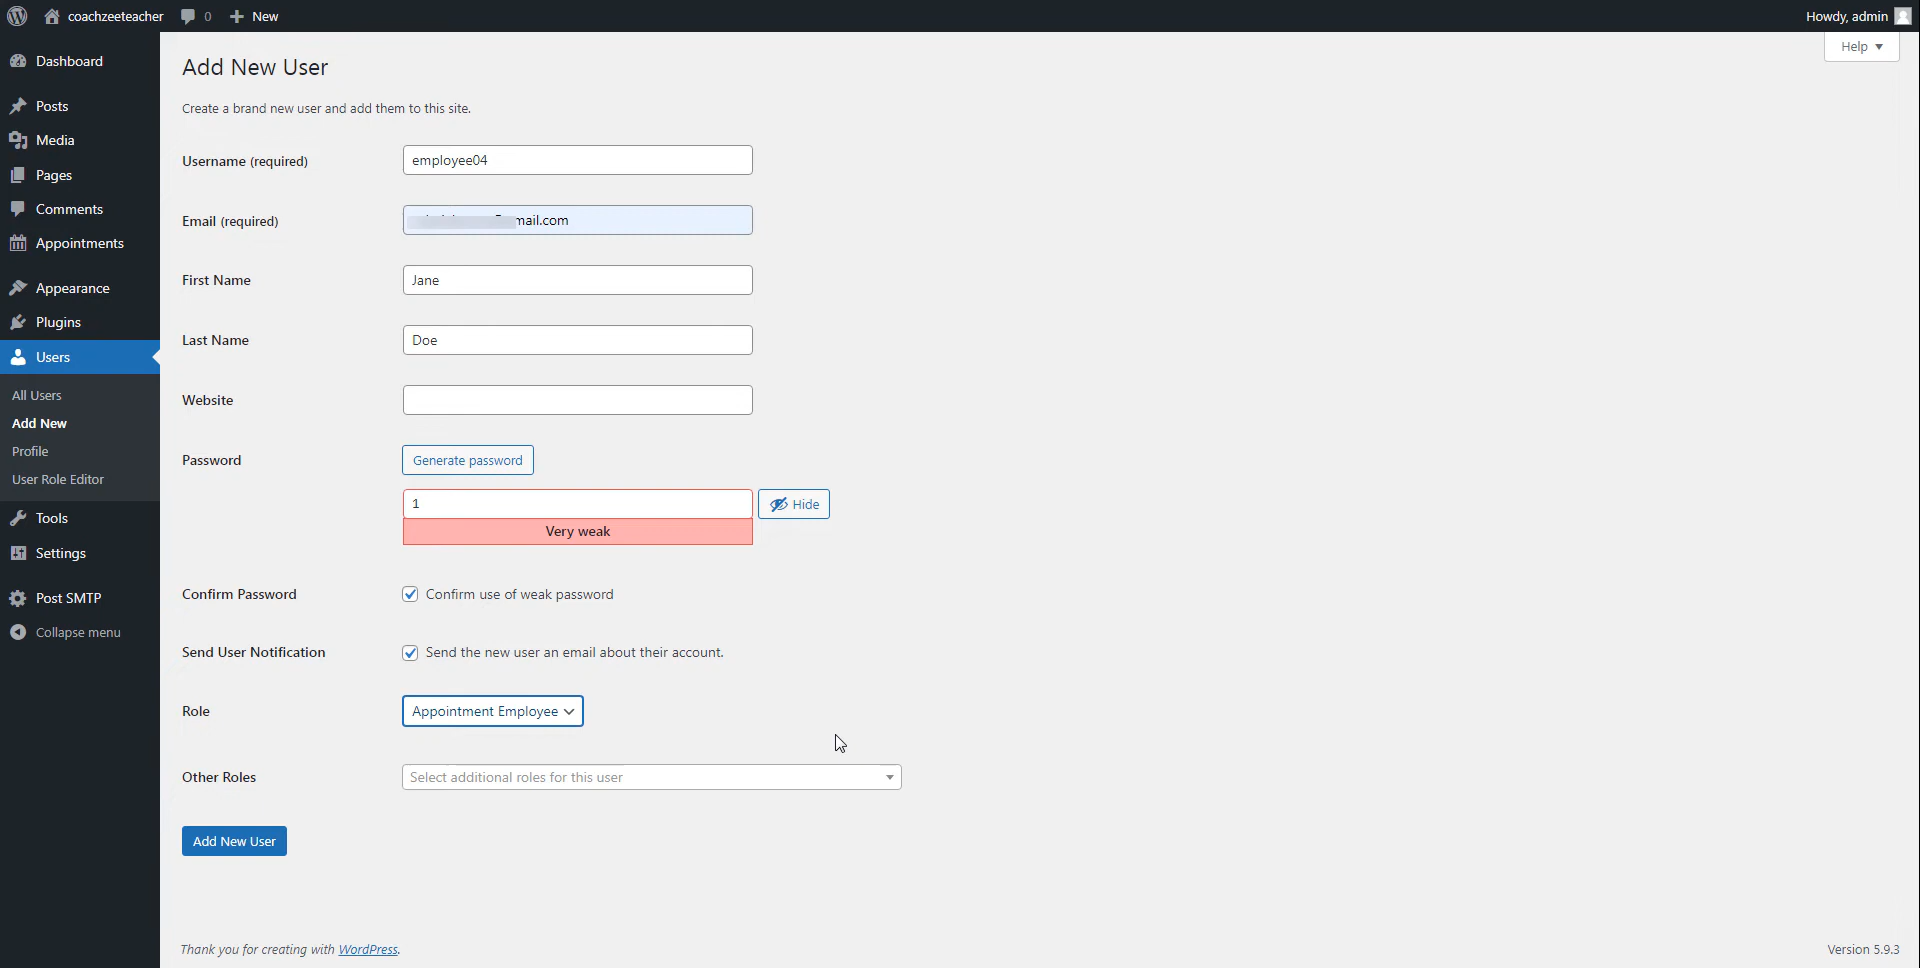 coachzeeteacher
0
New
Howdy, admin
Help
Dashboard
Posts
Media
Pages
Comments
Appointments
Appearance
Plugins
Users
All Users
Add New
Profile
User Role Editor
Tools
Settings
Post SMTP
Collapse menu
Add New User
Create a brand new user and add them to this site.
Username (required)
employee04
Email (required)
mail.com
First Name
Jane
Last Name
Doe
Website
Password
Generate password
1
Hide
Very weak
Confirm Password
Confirm use of weak password
Send User Notification
Send the new user an email about their account.
Role
Appointment Employee
Other Roles
Select additional roles for this user
Add New User
Thank you for creating with WordPress.
Version 5.9.3